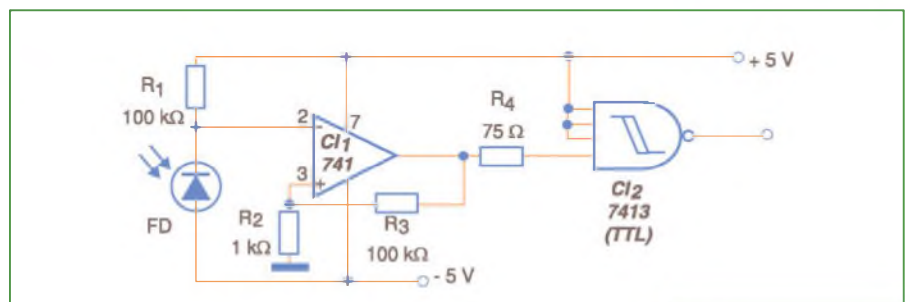 + 5 V
R1
100 kΩ
2
7
-
CI1
741
3
+
R4
75 Ω
FD
R2
1 kΩ
R3
100 kΩ
CI2
7413
(TTL)
- 5 V